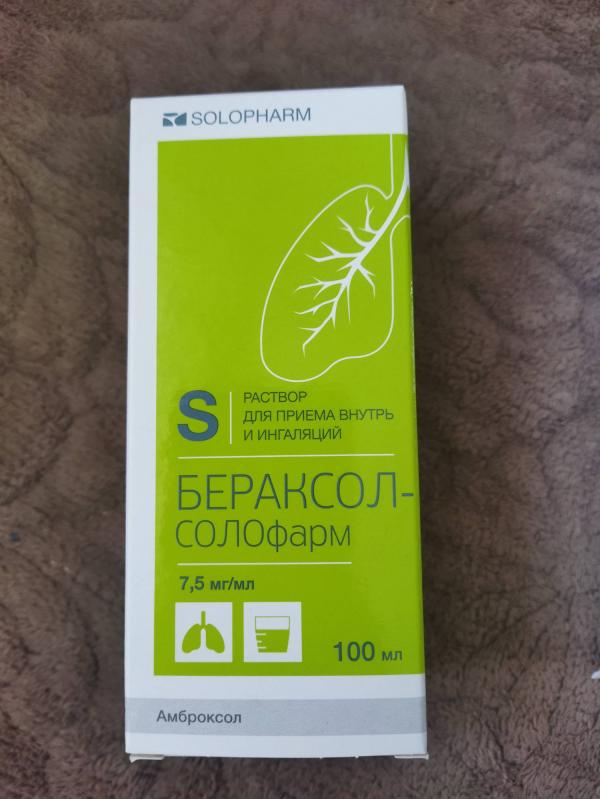 SOLOPHARM
S
РАСТВОР
ДЛЯ ПРИЕМА ВНУТРЬ
И ИНГАЛЯЦИЙ
БЕРАКСОЛ-
СОЛОфарм
7,5 мг/мл
100 мл
Амброксол